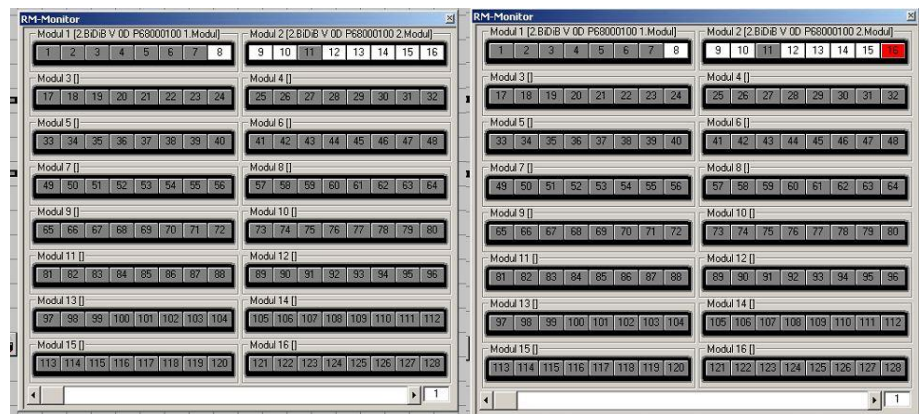 RM-Monitor
Modul 1 [2.BiDiB V 0D P68000100 1.Modul]
1 2 3 4 5 6 7 8
Modul 2 [2.BiDiB V 0D P68000100 2.Modul]
9 10 11 12 13 14 15 16
Modul 3 []
17 18 19 20 21 22 23 24
Modul 4 []
25 26 27 28 29 30 31 32
Modul 5 []
33 34 35 36 37 38 39 40
Modul 6 []
41 42 43 44 45 46 47 48
Modul 7 []
49 50 51 52 53 54 55 56
Modul 8 []
57 58 59 60 61 62 63 64
Modul 9 []
65 66 67 68 69 70 71 72
Modul 10 []
73 74 75 76 77 78 79 80
Modul 11 []
81 82 83 84 85 86 87 88
Modul 12 []
89 90 91 92 93 94 95 96
Modul 13 []
97 98 99 100 101 102 103 104
Modul 14 []
105 106 107 108 109 110 111 112
Modul 15 []
113 114 115 116 117 118 119 120
Modul 16 []
121 122 123 124 125 126 127 128
1
RM-Monitor
Modul 1 [2.BiDiB V 0D P68000100 1.Modul]
1 2 3 4 5 6 7 8
Modul 2 [2.BiDiB V 0D P68000100 2.Modul]
9 10 11 12 13 14 15 16
Modul 3 []
17 18 19 20 21 22 23 24
Modul 4 []
25 26 27 28 29 30 31 32
Modul 5 []
33 34 35 36 37 38 39 40
Modul 6 []
41 42 43 44 45 46 47 48
Modul 7 []
49 50 51 52 53 54 55 56
Modul 8 []
57 58 59 60 61 62 63 64
Modul 9 []
65 66 67 68 69 70 71 72
Modul 10 []
73 74 75 76 77 78 79 80
Modul 11 []
81 82 83 84 85 86 87 88
Modul 12 []
89 90 91 92 93 94 95 96
Modul 13 []
97 98 99 100 101 102 103 104
Modul 14 []
105 106 107 108 109 110 111 112
Modul 15 []
113 114 115 116 117 118 119 120
Modul 16 []
121 122 123 124 125 126 127 128
1